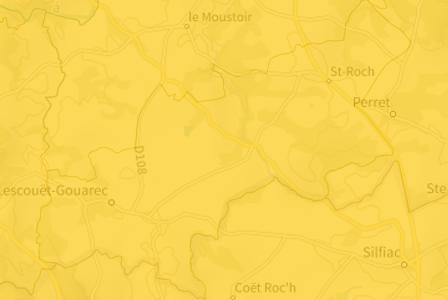 le Moustoir
St-Roch
Perret
D108
Lescouët-Gouarec
Ste
Silfiac
Coët Roc'h